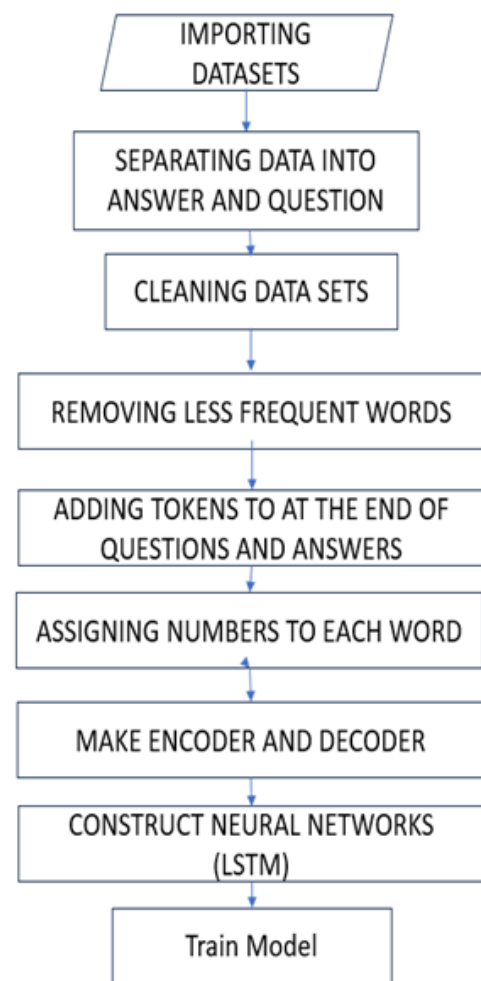 IMPORTING
DATASETS
SEPARATING DATA INTO
ANSWER AND QUESTION
CLEANING DATA SETS
REMOVING LESS FREQUENT WORDS
ADDING TOKENS TO AT THE END OF
QUESTIONS AND ANSWERS
ASSIGNING NUMBERS TO EACH WORD
MAKE ENCODER AND DECODER
CONSTRUCT NEURAL NETWORKS
(LSTM)
Train Model